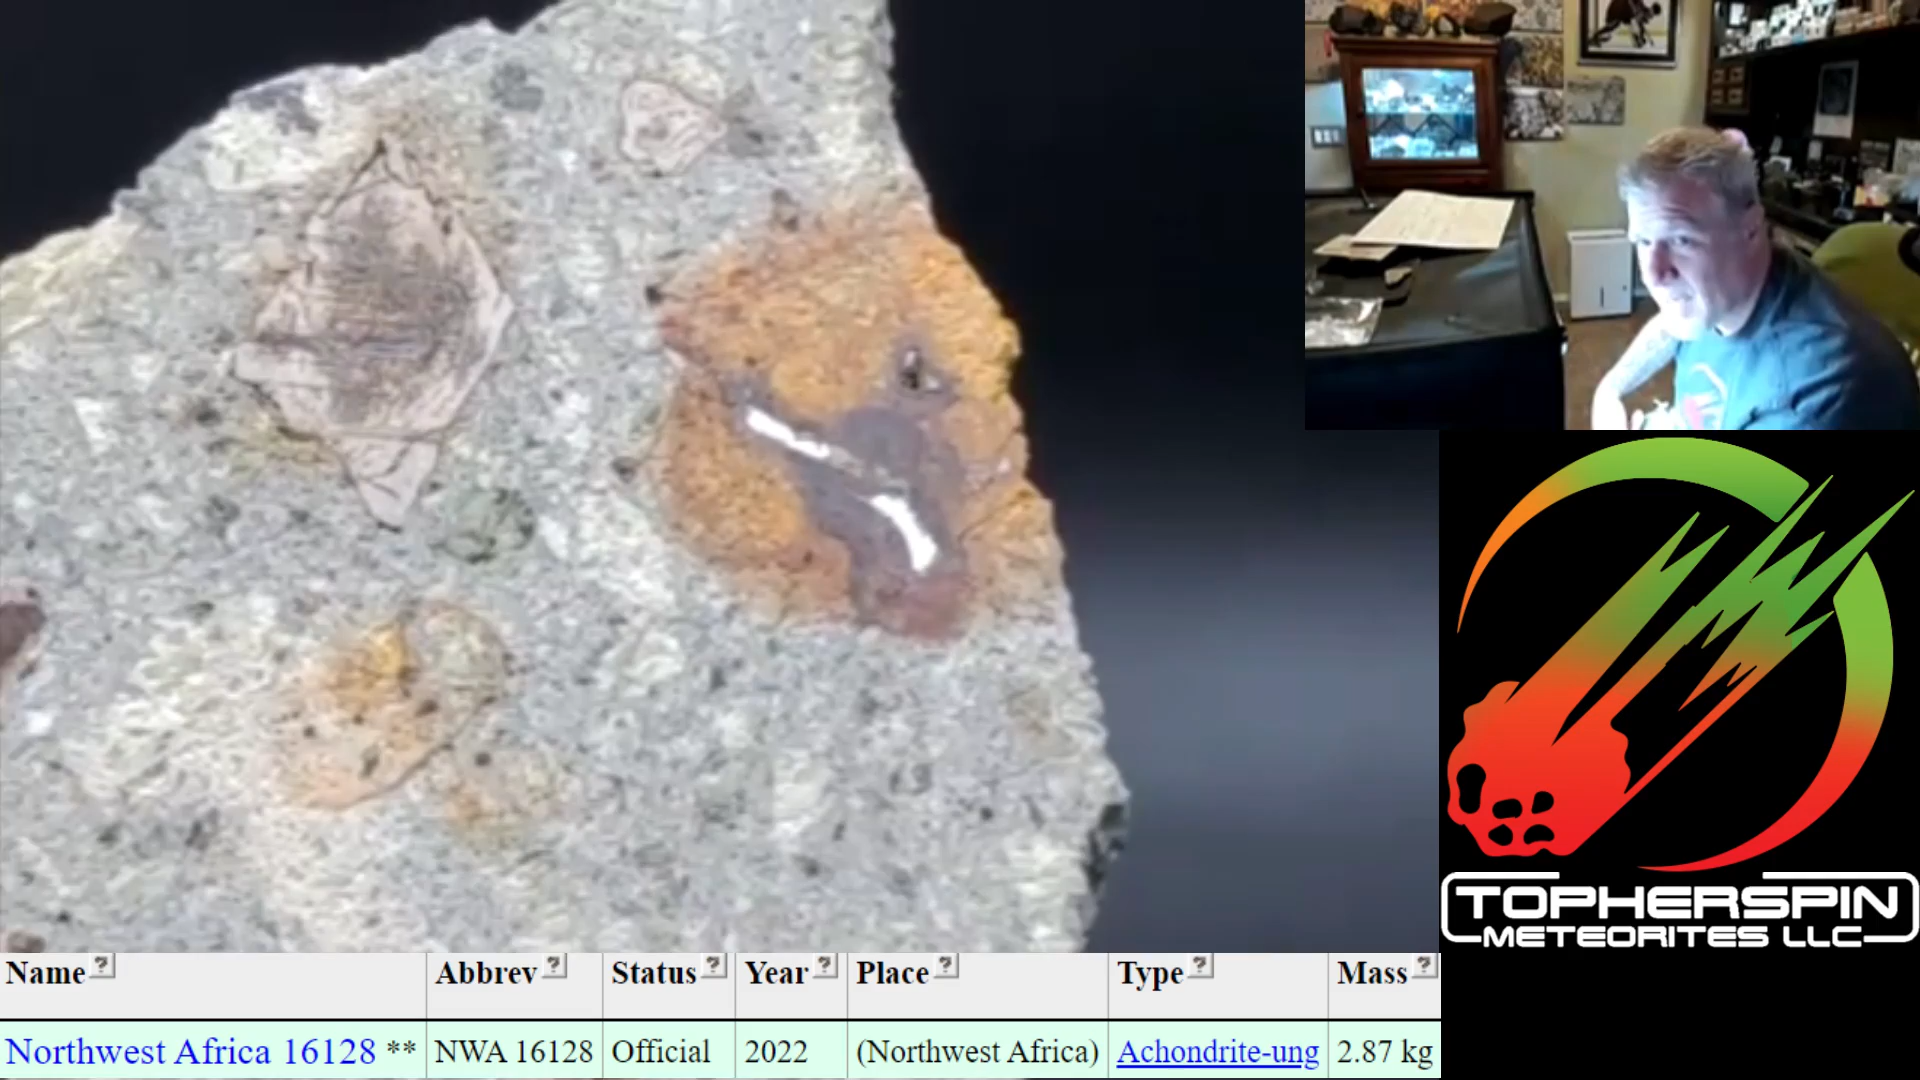 TOPHERSPIN
METEORITES LLC
Name ? Abbrev ? Status ? Year ? Place ? Type ? Mass ?
Northwest Africa 16128 ** NWA 16128 Official 2022 (Northwest Africa) Achondrite-ung 2.87 kg